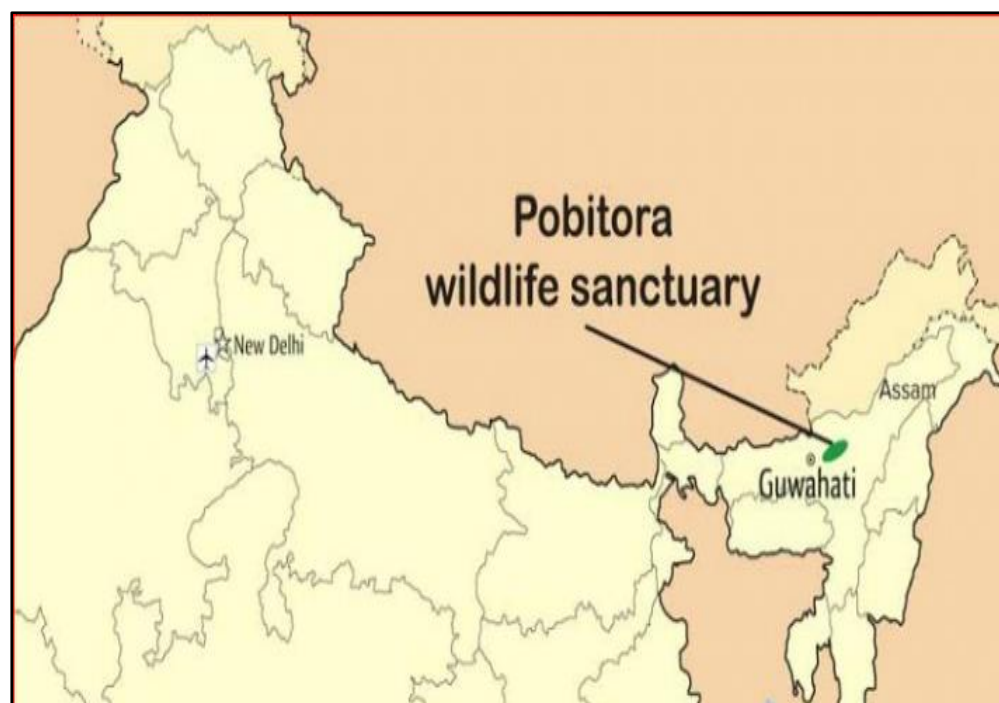 Pobitora
wildlife sanctuary
New Delhi
Assam
Guwahati